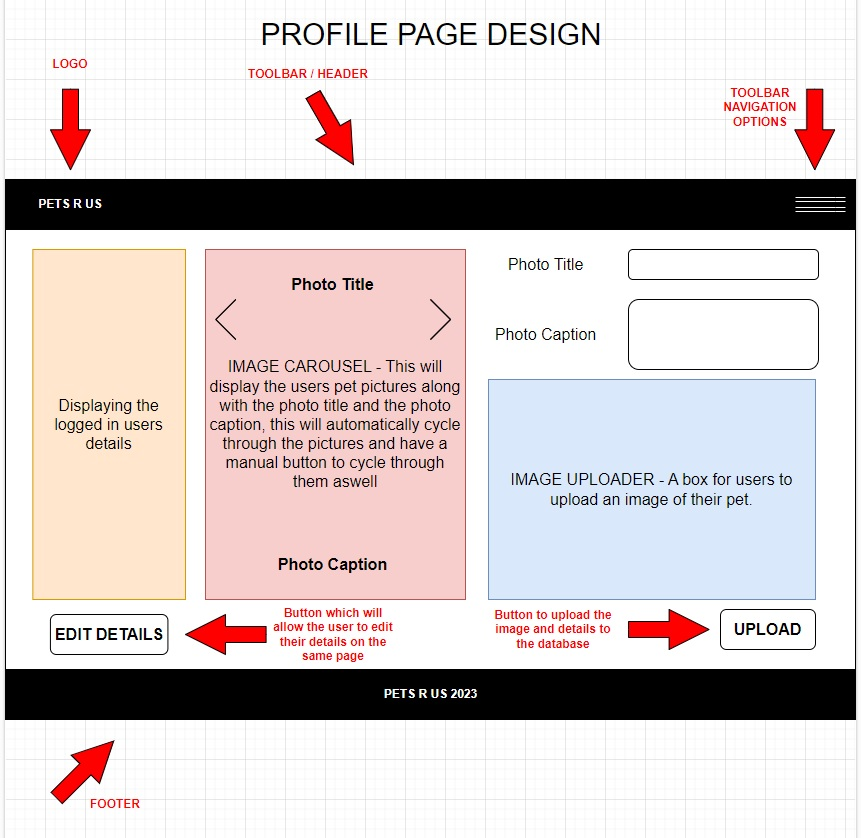 PROFILE PAGE DESIGN
LOGO
TOOLBAR / HEADER
TOOLBAR
NAVIGATION
OPTIONS
PETS R US
Displaying the
logged in users
details
Photo Title
IMAGE CAROUSEL - This will
display the users pet pictures along
with the photo title and the photo
caption, this will automatically cycle
through the pictures and have a
manual button to cycle through
them aswell
Photo Caption
Photo Title
Photo Caption
IMAGE UPLOADER - A box for users to
upload an image of their pet.
EDIT DETAILS
Button which will
allow the user to edit
their details on the
same page
Button to upload the
image and details to
the database
UPLOAD
PETS R US 2023
FOOTER